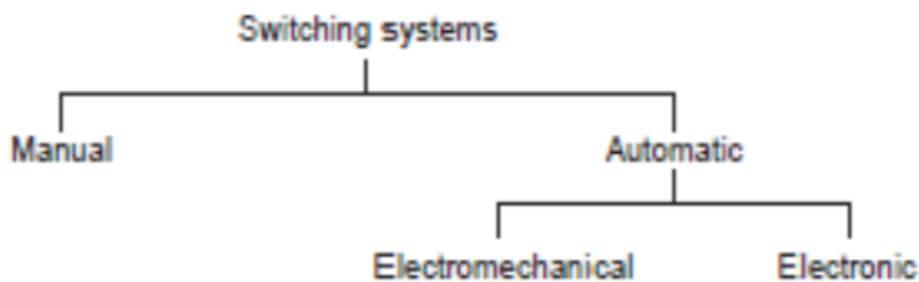 Switching systems
Manual
Automatic
Electromechanical
Electronic